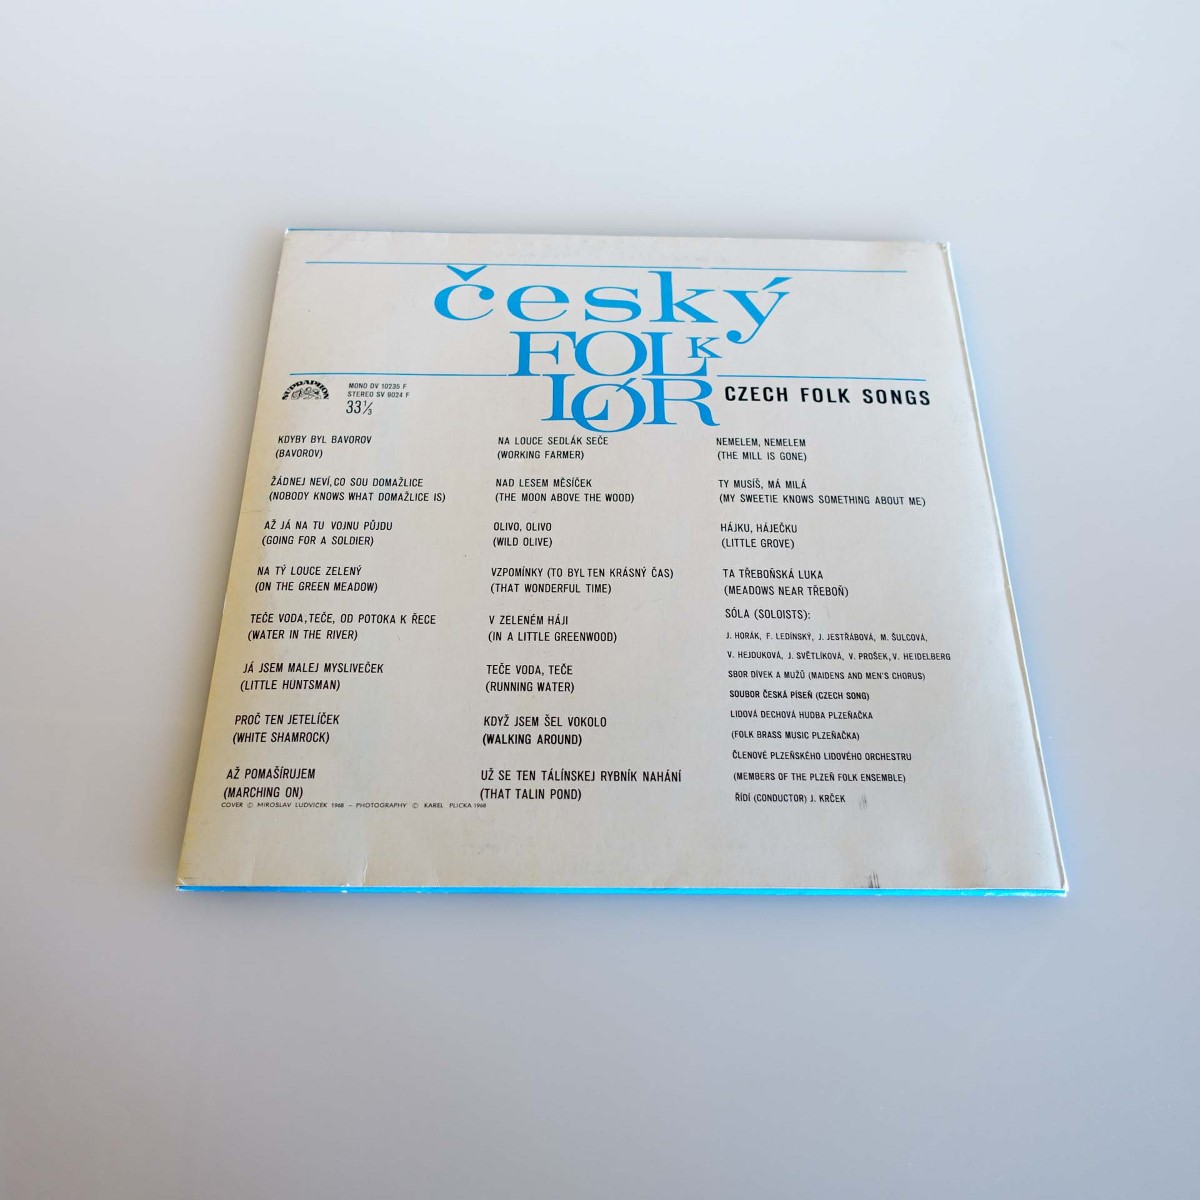 český
FOLKLÓR
SUPRAPHON
MONO DV 10235 F
STEREO SV 9024 F
33 1/3
CZECH FOLK SONGS
KDYBY BYL BAVOROV
(BAVOROV)
ŽÁDNEJ NEVÍ, CO SOU DOMAŽLICE
(NOBODY KNOWS WHAT DOMAŽLICE IS)
AŽ JÁ NA TU VOJNU PŮJDU
(GOING FOR A SOLDIER)
NA TÝ LOUCE ZELENÝ
(ON THE GREEN MEADOW)
TEČE VODA, TEČE, OD POTOKA K ŘECE
(WATER IN THE RIVER)
JÁ JSEM MALEJ MYSLIVEČEK
(LITTLE HUNTSMAN)
PROČ TEN JETELÍČEK
(WHITE SHAMROCK)
AŽ POMAŠÍRUJEM
(MARCHING ON)
COVER © MIROSLAV LUDVÍČEK 1968 – PHOTOGRAPHY © KAREL PLICKA 1968
NA LOUCE SEDLÁK SEČE
(WORKING FARMER)
NAD LESEM MĚSÍČEK
(THE MOON ABOVE THE WOOD)
OLIVO, OLIVO
(WILD OLIVE)
VZPOMÍNKY (TO BYL TEN KRÁSNÝ ČAS)
(THAT WONDERFUL TIME)
V ZELENÉM HÁJI
(IN A LITTLE GREENWOOD)
TEČE VODA, TEČE
(RUNNING WATER)
KDYŽ JSEM ŠEL VOKOLO
(WALKING AROUND)
UŽ SE TEN TÁLÍNSKEJ RYBNÍK NAHÁNÍ
(THAT TALIN POND)
NEMELEM, NEMELEM
(THE MILL IS GONE)
TY MUSÍŠ, MÁ MILÁ
(MY SWEETIE KNOWS SOMETHING ABOUT ME)
HÁJKU, HÁJEČKU
(LITTLE GROVE)
TA TŘEBOŇSKÁ LUKA
(MEADOWS NEAR TŘEBOŇ)
SÓLA (SOLOISTS):
J. HORÁK, F. LEDÍNSKÝ, J. JESTŘÁBOVÁ, M. ŠULCOVÁ,
V. HEJDUKOVÁ, J. SVĚTLÍKOVÁ, V. PROŠEK, V. HEIDELBERG
SBOR DÍVEK A MUŽŮ (MAIDENS AND MEN'S CHORUS)
SOUBOR ČESKÁ PÍSEŇ (CZECH SONG)
LIDOVÁ DECHOVÁ HUDBA PLZEŇAČKA
(FOLK BRASS MUSIC PLZEŇAČKA)
ČLENOVÉ PLZEŇSKÉHO LIDOVÉHO ORCHESTRU
(MEMBERS OF THE PLZEŇ FOLK ENSEMBLE)
ŘÍDÍ (CONDUCTOR) J. KRČEK